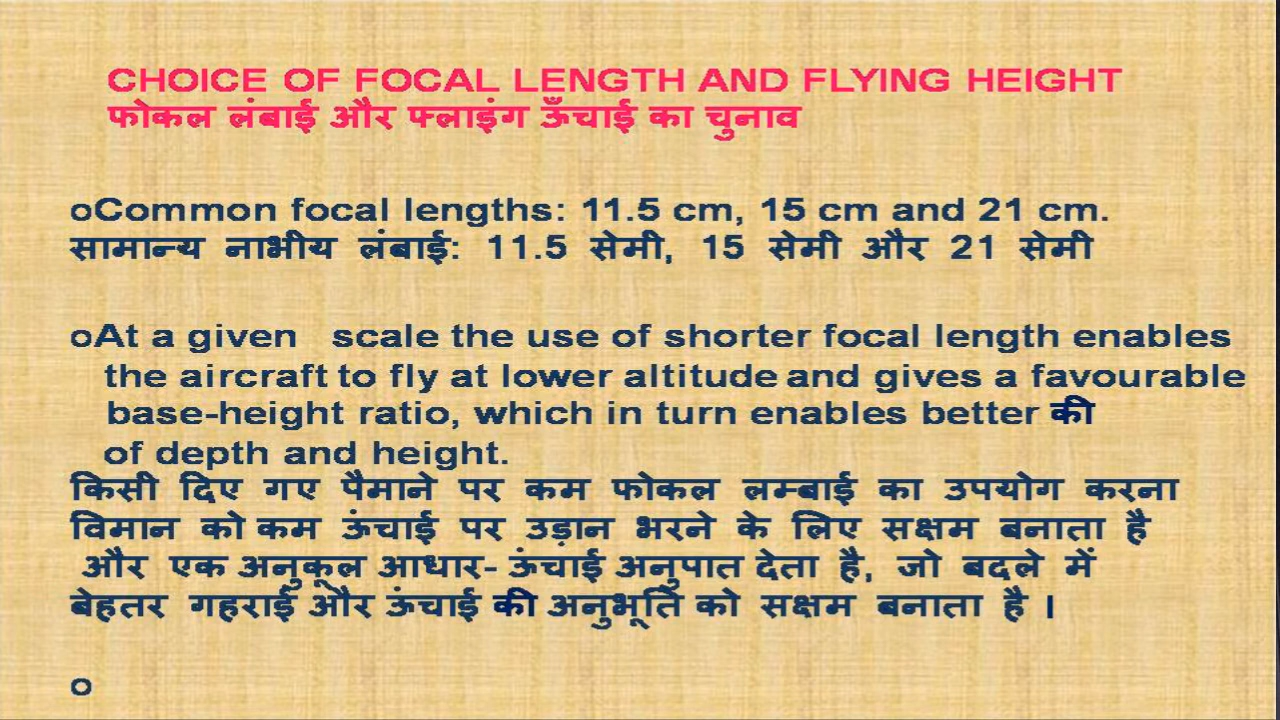 CHOICE OF FOCAL LENGTH AND FLYING HEIGHT
फोकल लंबाई और फ्लाइंग ऊँचाई का चुनाव
oCommon focal lengths: 11.5 cm, 15 cm and 21 cm.
सामान्य नाभीय लंबाई: 11.5 सेमी, 15 सेमी और 21 सेमी
oAt a given scale the use of shorter focal length enables
the aircraft to fly at lower altitude and gives a favourable
base-height ratio, which in turn enables better की
of depth and height.
किसी दिए गए पैमाने पर कम फोकल लम्बाई का उपयोग करना
विमान को कम ऊंचाई पर उड़ान भरने के लिए सक्षम बनाता है
और एक अनुकूल आधार- ऊंचाई अनुपात देता है, जो बदले में
बेहतर गहराई और ऊंचाई की अनुभूति को सक्षम बनाता है ।
o